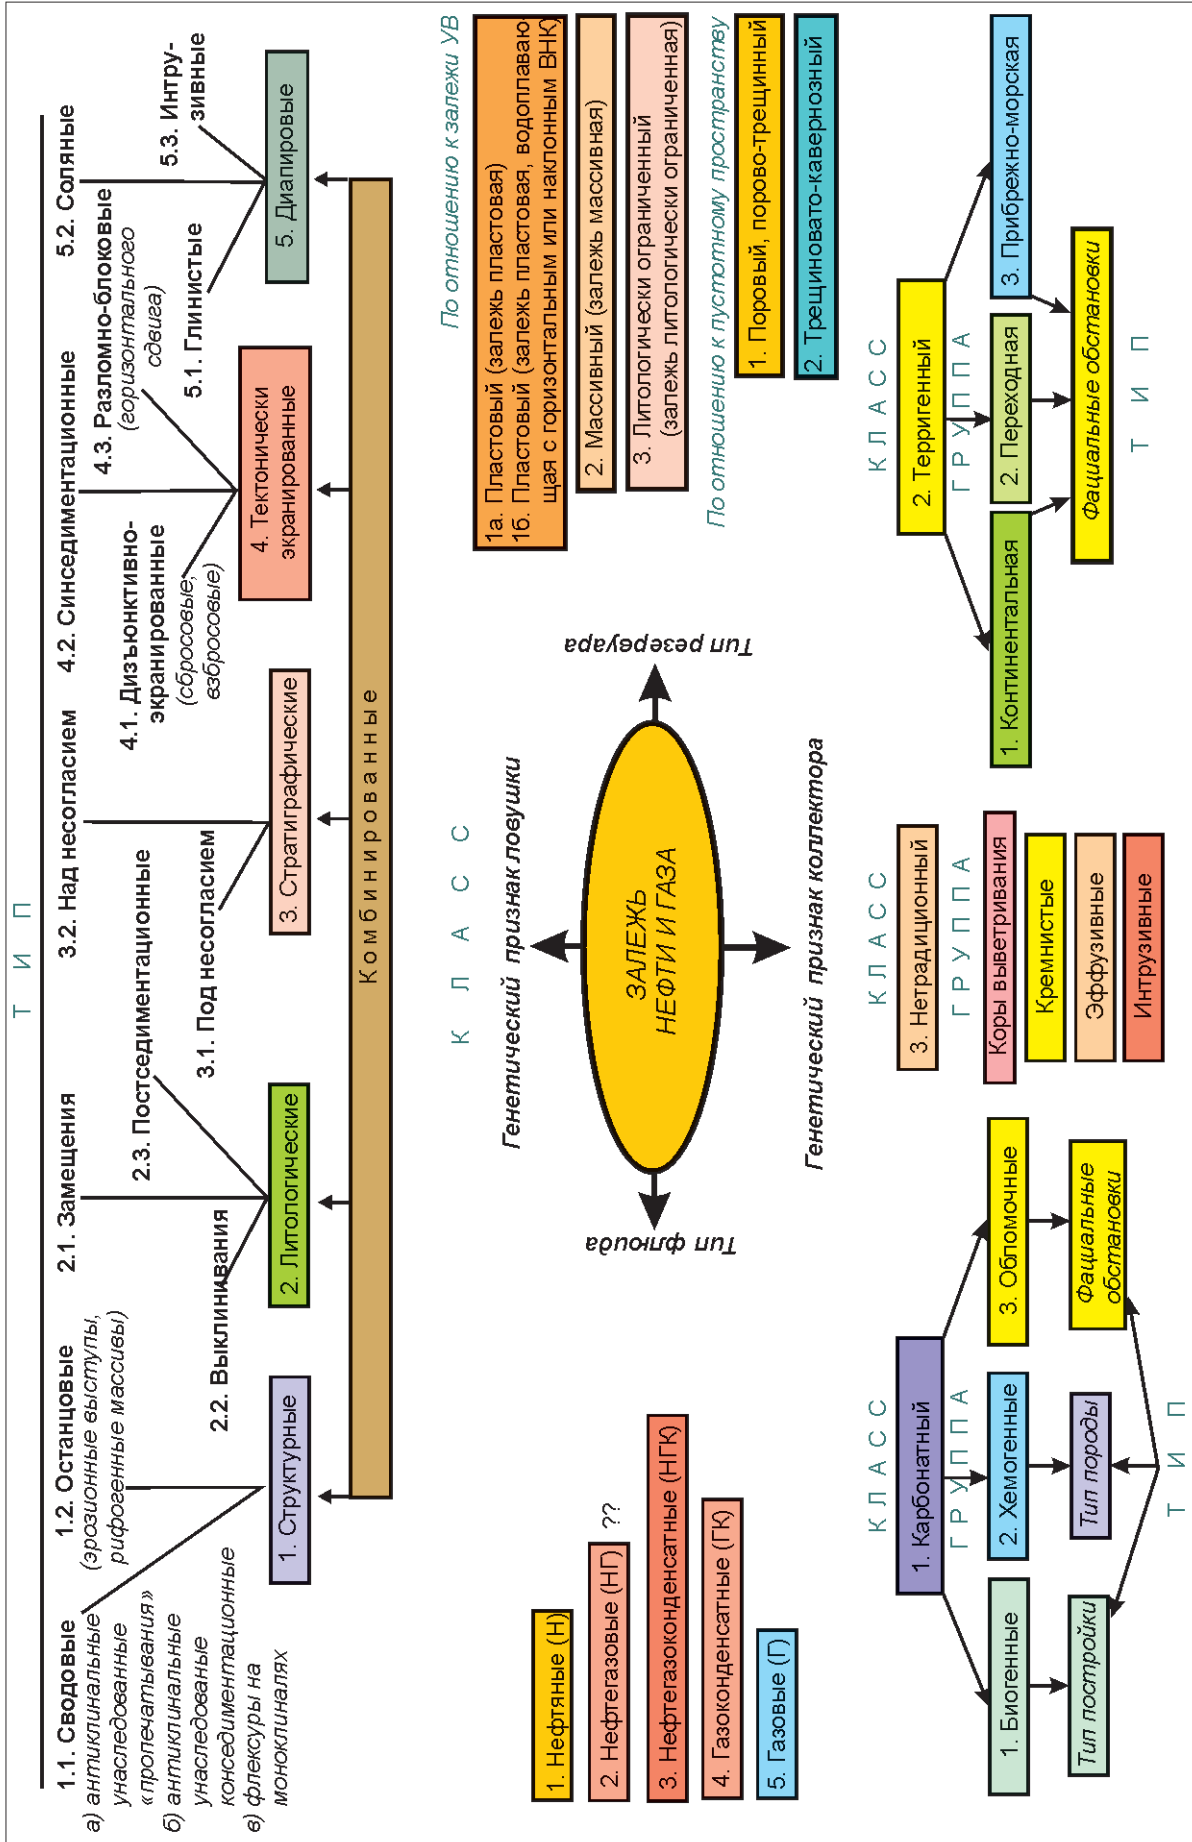 Т И П
1.1. Сводовые
а) антиклинальные
унаследованные
«пропечатывания»
б) антиклинальные
унаследованые
конседиментационные
в) флексуры на
моноклиналях
1.2. Останцовые
(эрозионные выступы,
рифогенные массивы)
2.1. Замещения
2.2. Выклинивания
2.3. Постседиментационные
3.1. Под несогласием
3.2. Над несогласием
4.1. Дизъюнктивно-
экранированные
(сбросовые,
взбросовые)
4.2. Синседиментационные
4.3. Разломно-блоковые
(горизонтального
сдвига)
5.1. Глинистые
5.2. Соляные
5.3. Интру-
зивные
1. Структурные
2. Литологические
3. Стратиграфические
4. Тектонически
экранированные
5. Диапировые
Комбинированные
К Л А С С
Генетический признак ловушки
ЗАЛЕЖЬ
НЕФТИ И ГАЗА
Тип флюида
Тип резереуара
Генетический признак коллектора
1. Нефтяные (Н)
2. Нефтегазовые (НГ) ??
3. Нефтегазоконденсатные (НГК)
4. Газоконденсатные (ГК)
5. Газовые (Г)
По отношению к залежи УВ
1а. Пластовый (залежь пластовая)
1б. Пластовый (залежь пластовая, водоплаваю-
щая с горизонтальным или наклонным ВНК)
2. Массивный (залежь массивная)
3. Литологически ограниченный
(залежь литологически ограниченная)
По отношению к пустотному пространству
1. Поровый, порово-трещинный
2. Трещиновато-кавернозный
К Л А С С
1. Карбонатный
Г Р У П П А
1. Биогенные
2. Хемогенные
3. Обломочные
Тип постройки
Тип породы
Фациальные
обстановки
Т И П
К Л А С С
3. Нетрадиционный
Г Р У П П А
Коры выветривания
Кремнистые
Эффузивные
Интрузивные
К Л А С С
2. Терригенный
Г Р У П П А
1. Континентальная
2. Переходная
3. Прибрежно-морская
Фациальные обстановки
Т И П